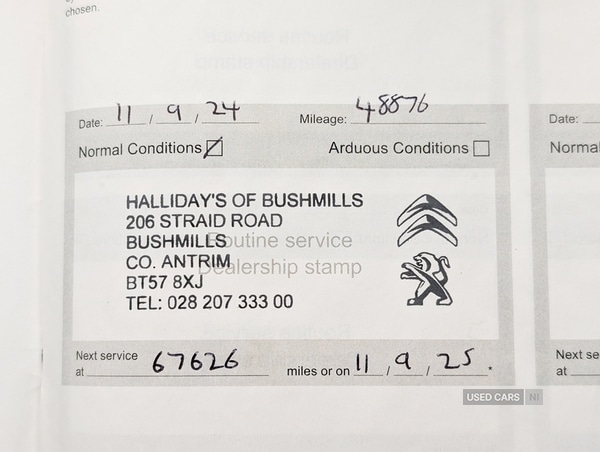 chosen.
Date: 11 / 9 / 24 Mileage: 48876 Date:
Normal Conditions Arduous Conditions Normal
HALLIDAY'S OF BUSHMILLS
206 STRAID ROAD
BUSHMILLS
Routine service
CO. ANTRIM
Dealership stamp
BT57 8XJ
TEL: 028 207 333 00
Next service at 67626 miles or on 11 / 9 / 25. Next se
at
USED CARS NI